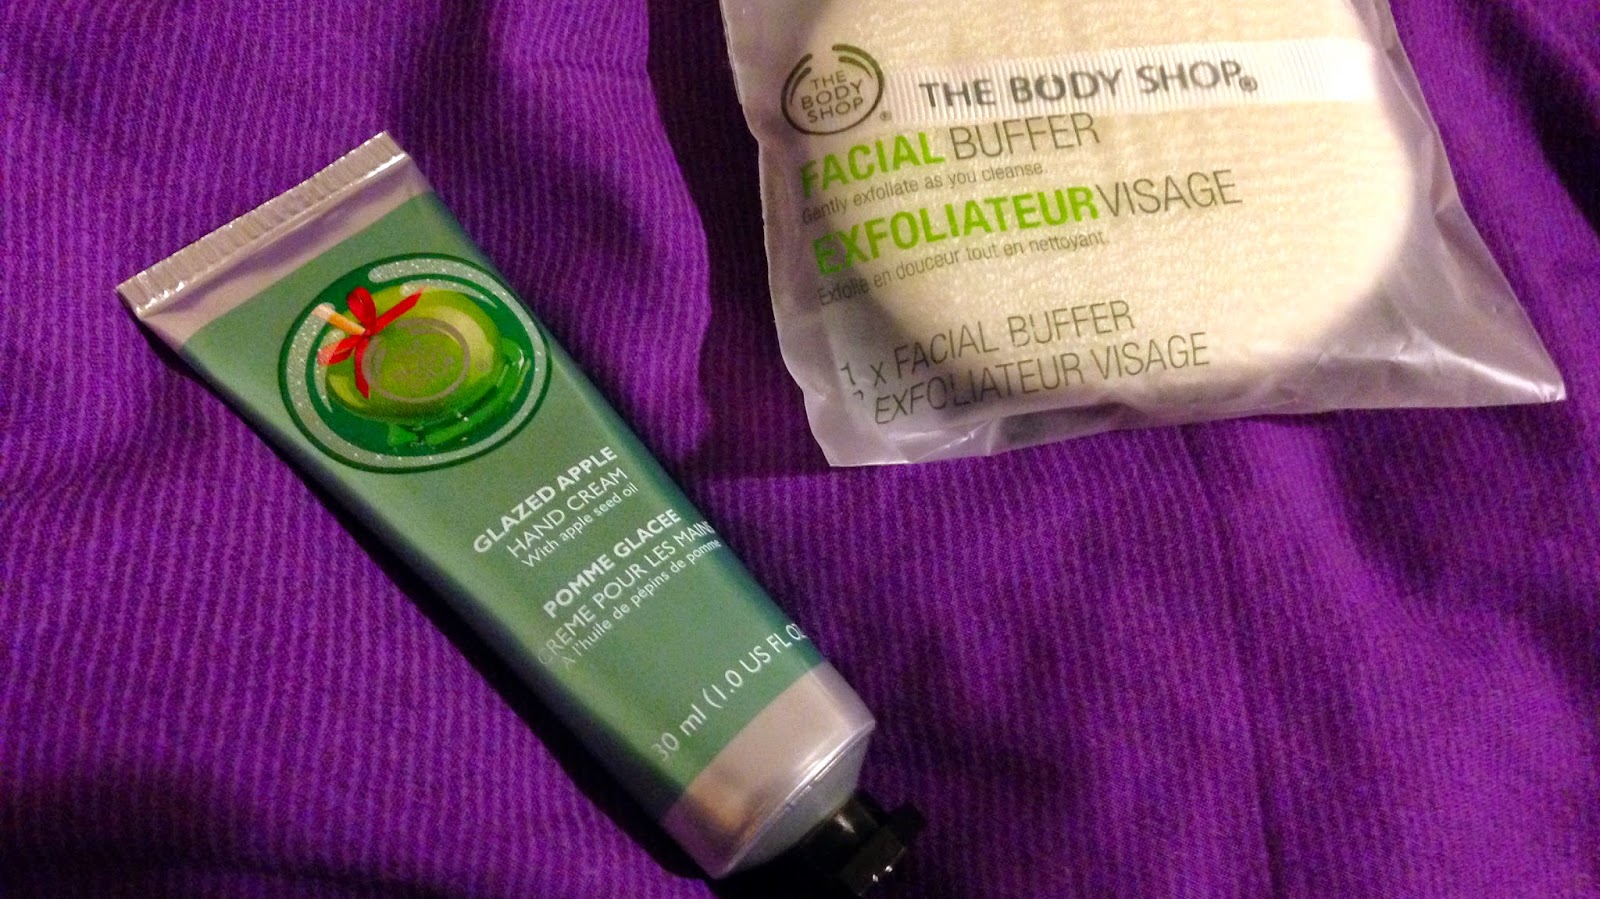 THE
BODY
SHOP
®
THE BODY SHOP®
FACIAL BUFFER
Gently exfoliate as you cleanse.
EXFOLIATEUR VISAGE
Exfolie en douceur tout en nettoyant.
1 x FACIAL BUFFER
EXFOLIATEUR VISAGE
GLAZED APPLE
HAND CREAM
With apple seed oil
POMME GLACEE
CREME POUR LES MAINS
A l'huile de pépins de pomme
30 ml (1.0 US FL OZ